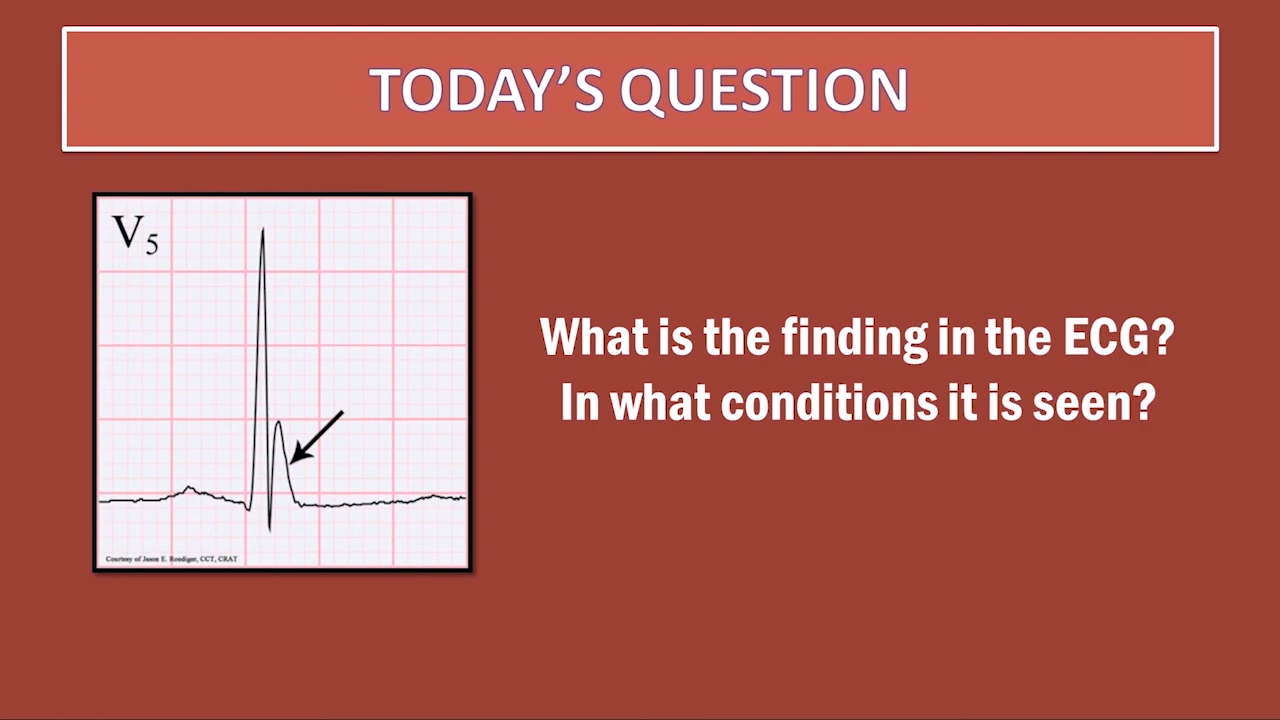 TODAY’S QUESTION
V₅
What is the finding in the ECG?
In what conditions it is seen?
Courtesy of Jason E. Roediger, CCT, CRAT